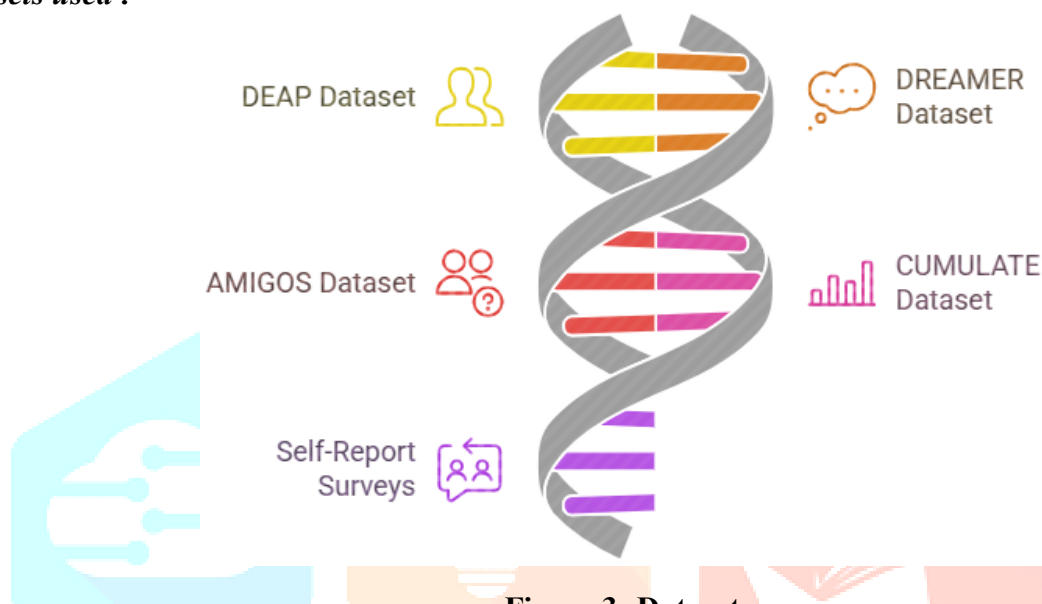 DEAP Dataset
DREAMER
Dataset
AMIGOS Dataset
CUMULATE
Dataset
?
Self-Report
Surveys